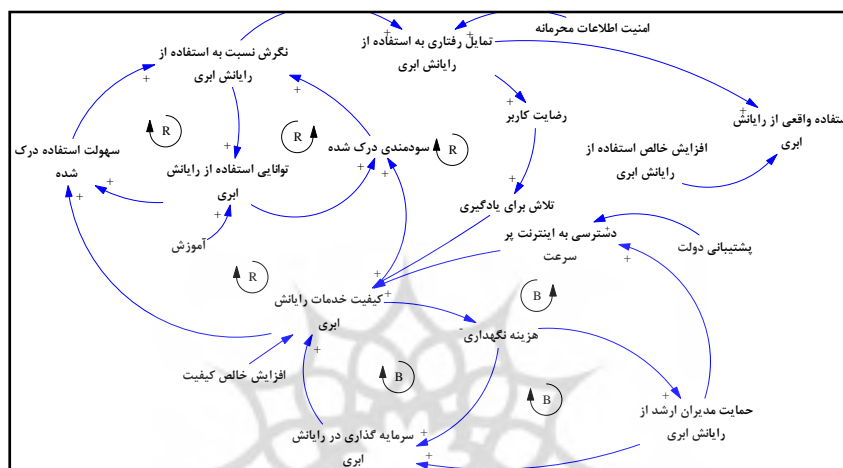 امنیت اطلاعات محرمانه
تمایل رفتاری به استفاده از
رایانش ابری
نگرش نسبت به استفاده از
رایانش ابری
رضایت کاربر
ستفاده واقعی از رایانش
ابری
افزایش خالص استفاده از
رایانش ابری
سودمندی درک شده
سهولت استفاده درک
شده
توانایی استفاده از رایانش
ابری
تلاش برای یادگیری
دسترسی به اینترنت پر
سرعت
پشتیبانی دولت
آموزش
کیفیت خدمات رایانش
ابری
هزینه نگهداری
افزایش خالص کیفیت
حمایت مدیران ارشد از
رایانش ابری
سرمایه گذاری در رایانش
ابری
R
R
R
R
B
B
B